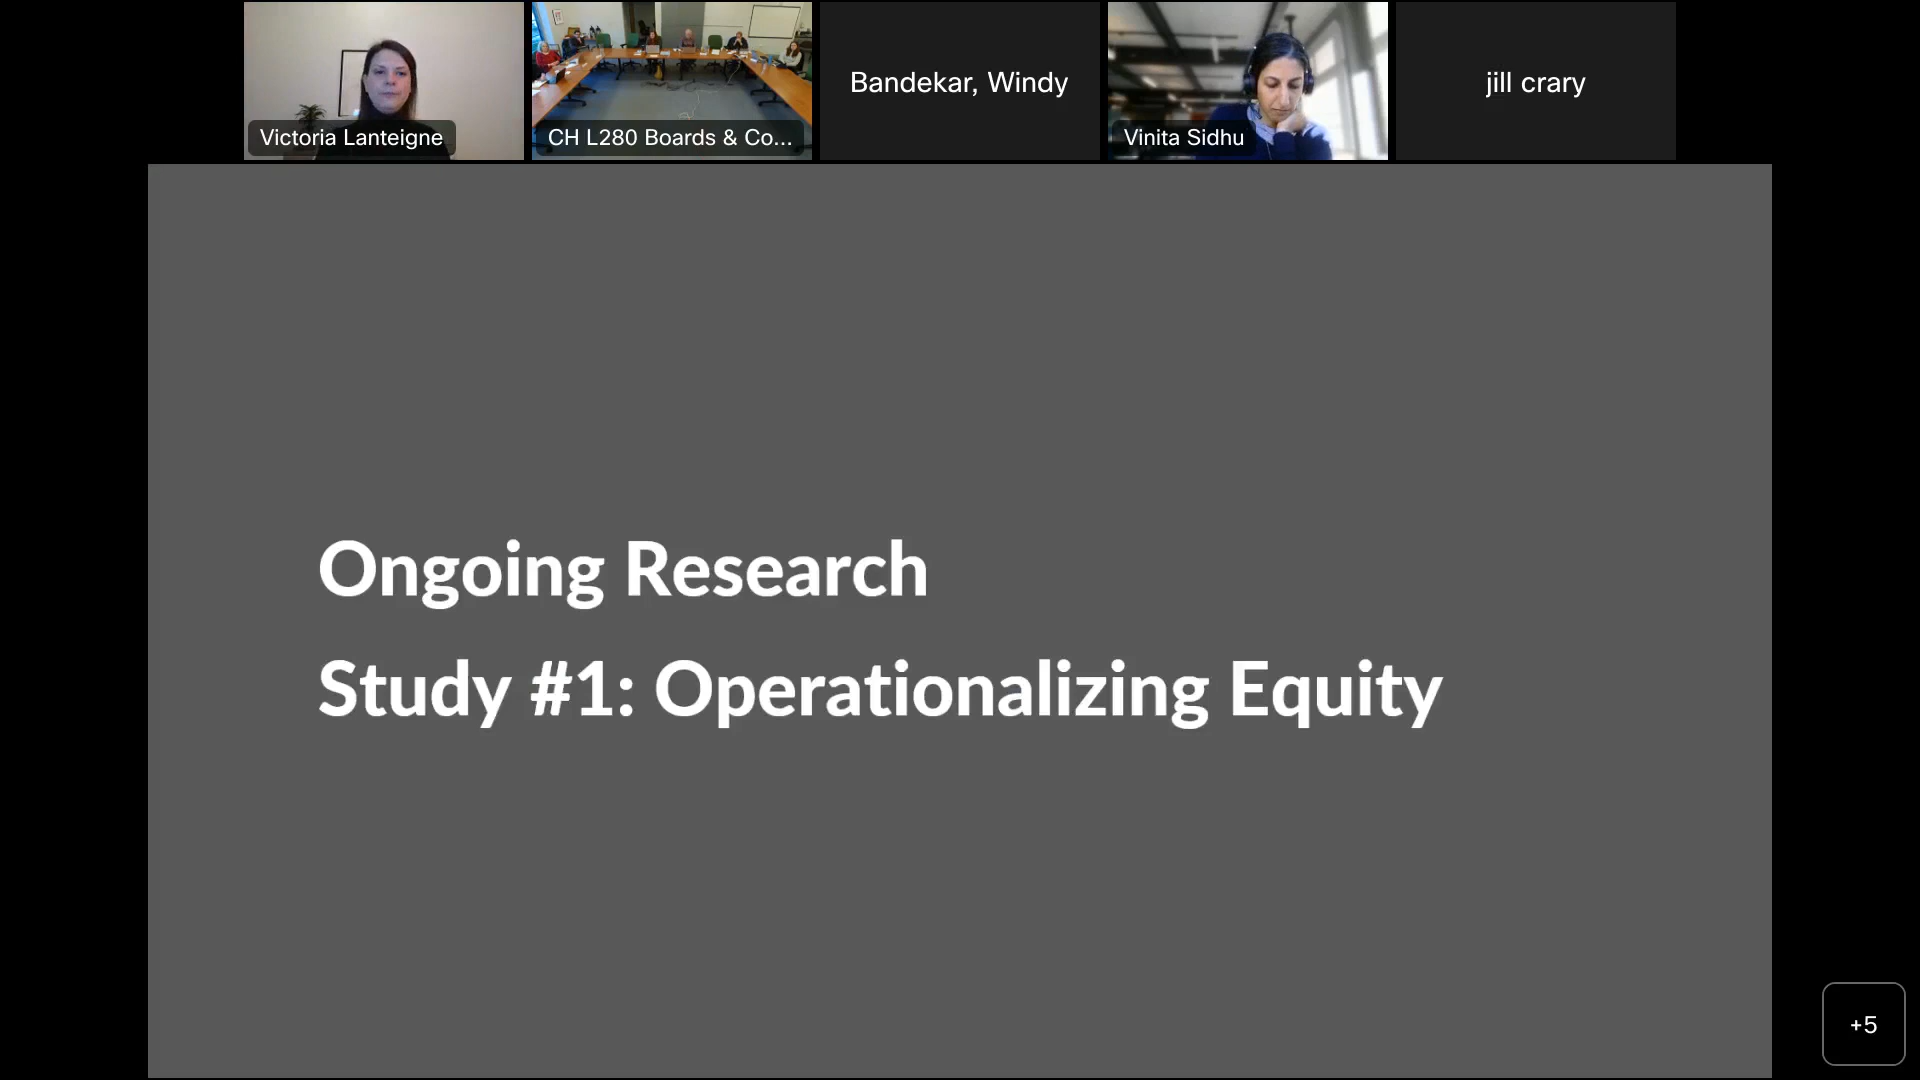 Victoria Lanteigne
CH L280 Boards & Co...
Bandekar, Windy
Vinita Sidhu
jill crary
Ongoing Research
Study #1: Operationalizing Equity
+5